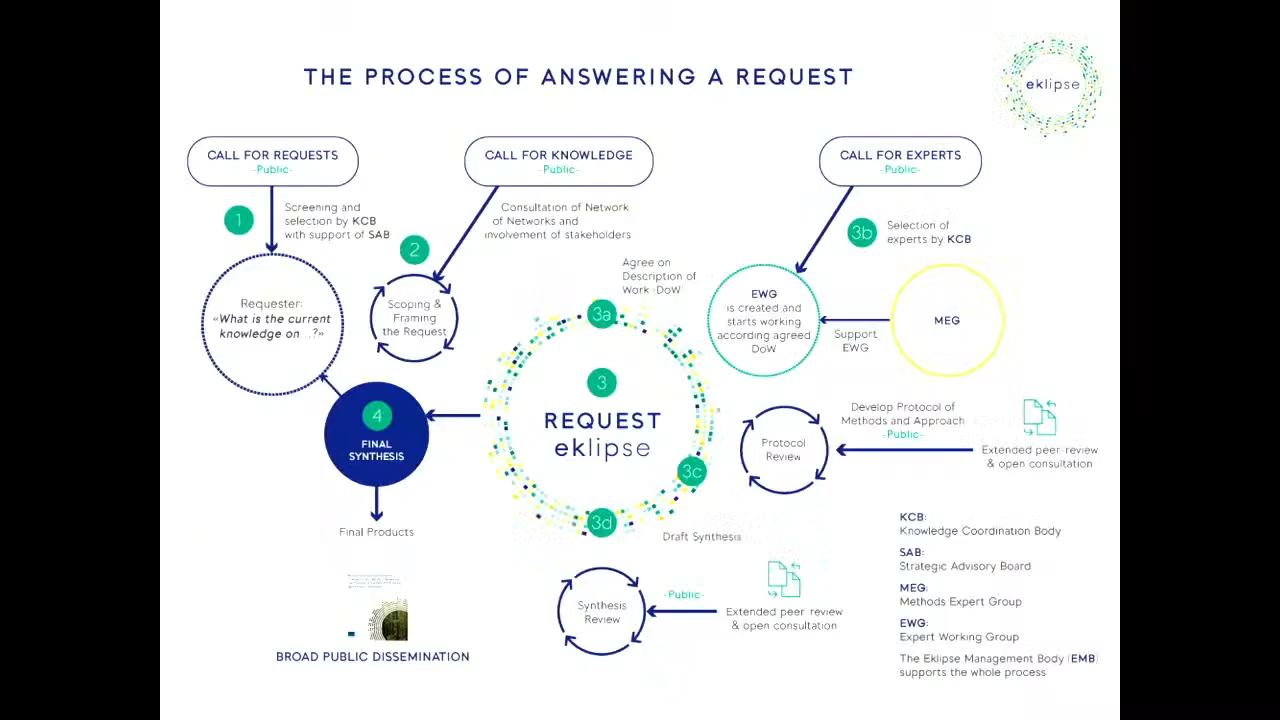 THE PROCESS OF ANSWERING A REQUEST
eklipse
CALL FOR REQUESTS
-Public-
CALL FOR KNOWLEDGE
-Public-
CALL FOR EXPERTS
-Public-
1
Screening and
selection by KCB
with support of SAB
2
Consultation of Network
of Networks and
involvement of stakeholders
3b
Selection of
experts by KCB
Requester:
«What is the current
knowledge on...?»
Scoping &
Framing
the Request
Agree on
Description of
Work (DoW)
3a
EWG
is created and
starts working
according agreed
DoW
Support
EWG
MEG
3
REQUEST
eklipse
4
FINAL
SYNTHESIS
Final Products
3c
3d
Protocol
Review
Develop Protocol of
Methods and Approach
-Public-
Extended peer-review
& open consultation
Draft Synthesis
Synthesis
Review
-Public-
Extended peer-review
& open consultation
BROAD PUBLIC DISSEMINATION
KCB:
Knowledge Coordination Body
SAB:
Strategic Advisory Board
MEG:
Methods Expert Group
EWG:
Expert Working Group
The Eklipse Management Body (EMB)
supports the whole process